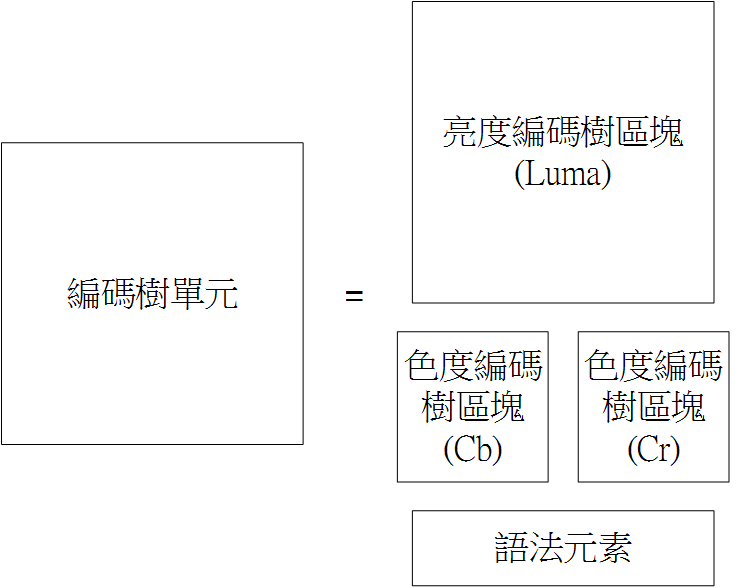 編碼樹單元
=
亮度編碼樹區塊
(Luma)
色度編碼
樹區塊
(Cb)
色度編碼
樹區塊
(Cr)
語法元素